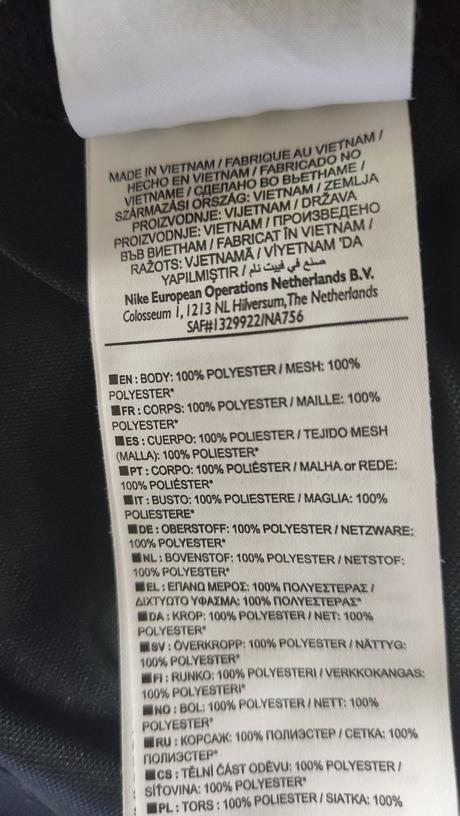 MADE IN VIETNAM / FABRIQUE AU VIETNAM /
HECHO EN VIETNAM / FABRICADO NO
VIETNAME / СДЕЛАНО ВО ВЬЕТНАМЕ /
SZÁRMAZÁSI ORSZÁG: VIETNAM / ZEMLJA
PROIZVODNJE: VIJETNAM / DRŽAVA
PROIZVODNJE: VIETNAM / ПРОИЗВЕДЕНО
ВЪВ ВИЕТНАМ / FABRICAT ÎN VIETNAM /
RAŽOTS: VJETNAMĀ / VİYETNAM 'DA
YAPILMIŞTIR / صنع في فييت نام
Nike European Operations Netherlands B.V.
Colosseum 1, 1213 NL Hilversum, The Netherlands
SAF#1329922/NA756
■EN : BODY: 100% POLYESTER / MESH: 100%
POLYESTER*
■FR : CORPS: 100% POLYESTER / MAILLE: 100%
POLYESTER*
■ES : CUERPO: 100% POLIESTER / TEJIDO MESH
(MALLA): 100% POLIESTER*
■PT : CORPO: 100% POLIÉSTER / MALHA or REDE:
100% POLIÉSTER*
■IT : BUSTO: 100% POLIESTERE / MAGLIA: 100%
POLIESTERE*
■DE : OBERSTOFF: 100% POLYESTER / NETZWARE:
100% POLYESTER*
■NL : BOVENSTOF: 100% POLYESTER / NETSTOF:
100% POLYESTER*
■EL : ΕΠΑΝΩ ΜΕΡΟΣ: 100% ΠΟΛΥΕΣΤΕΡΑΣ /
ΔΙΧΤΥΩΤΟ ΥΦΑΣΜΑ: 100% ΠΟΛΥΕΣΤΕΡΑΣ*
■DA : KROP: 100% POLYESTER / NET: 100%
POLYESTER*
■SV : ÖVERKROPP: 100% POLYESTER / NÄTTYG:
100% POLYESTER*
■FI : RUNKO: 100% POLYESTERI / VERKKOKANGAS:
100% POLYESTERI*
■NO : BOL: 100% POLYESTER / NETT: 100%
POLYESTER*
■RU : КОРСАЖ: 100% ПОЛИЭСТЕР / СЕТКА: 100%
ПОЛИЭСТЕР*
■CS : TĚLNÍ ČÁST ODĚVU: 100% POLYESTER /
SÍŤOVINA: 100% POLYESTER*
■PL : TORS : 100% POLIESTER / SIATKA: 100%